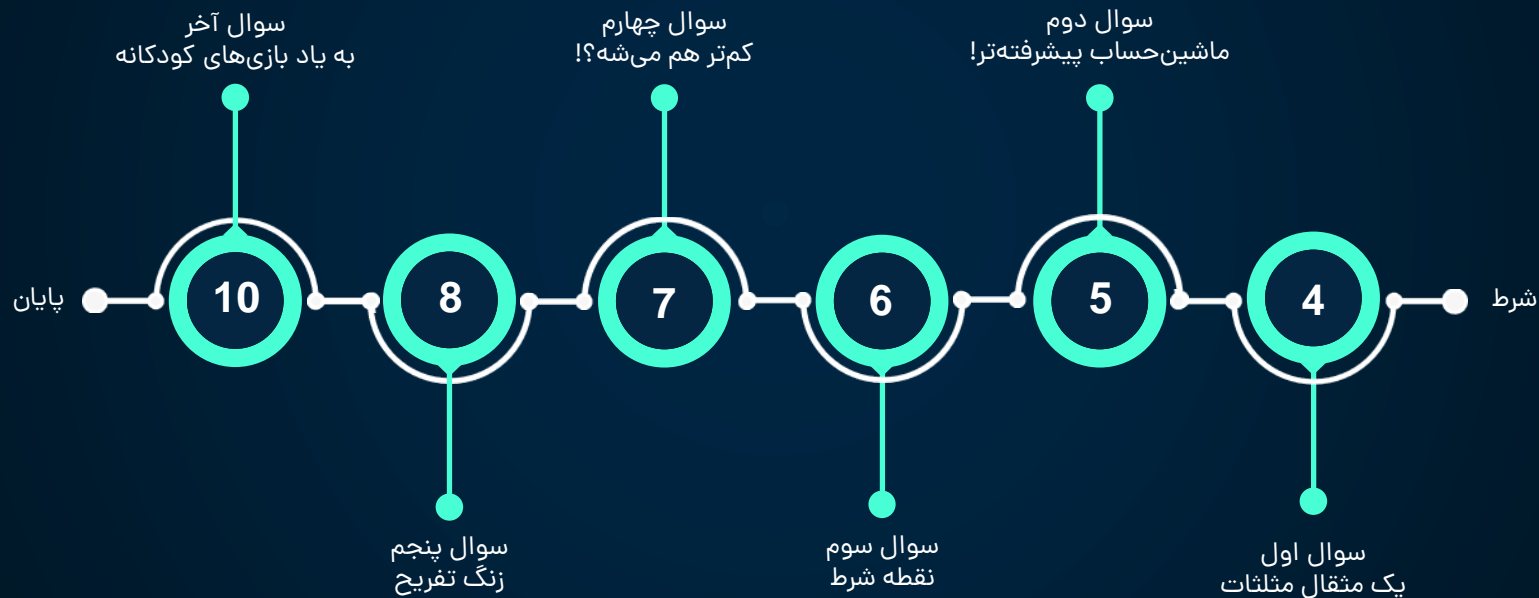 شرط
4
سوال اول
یک مثقال مثلثات
سوال دوم
ماشین‌حساب پیشرفته‌تر!
5
6
سوال سوم
نقطه شرط
سوال چهارم
کم‌تر هم می‌شه؟!
7
8
سوال پنجم
زنگ تفریح
سوال آخر
به یاد بازی‌های کودکانه
10
پایان